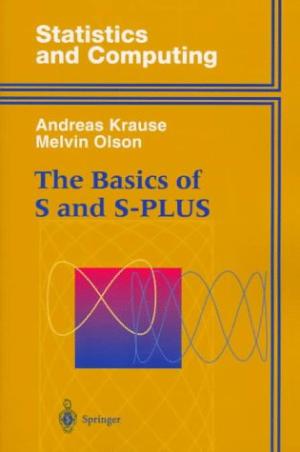 Statistics
and Computing
Andreas Krause
Melvin Olson
The Basics of
S and S-PLUS
Springer